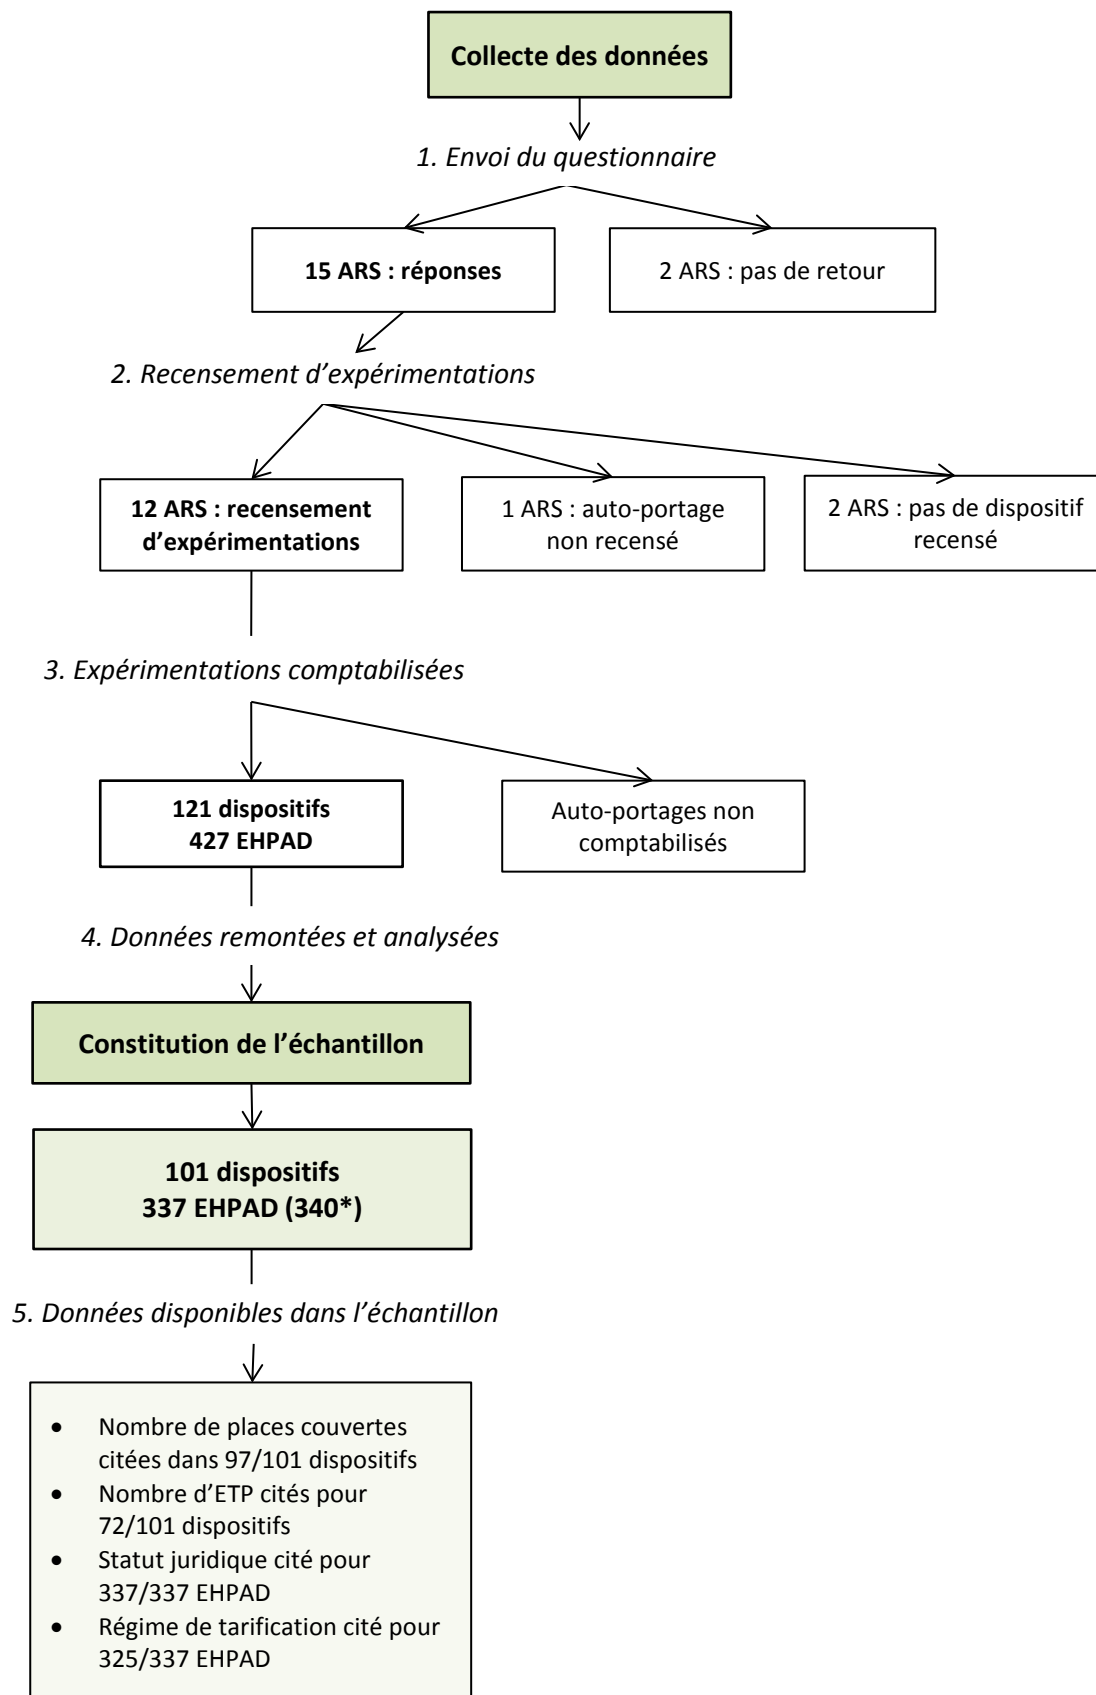 Collecte des données
1. Envoi du questionnaire
15 ARS : réponses
2 ARS : pas de retour
2. Recensement d’expérimentations
12 ARS : recensement
d’expérimentations
1 ARS : auto-portage
non recensé
2 ARS : pas de dispositif
recensé
3. Expérimentations comptabilisées
121 dispositifs
427 EHPAD
Auto-portages non
comptabilisés
4. Données remontées et analysées
Constitution de l’échantillon
101 dispositifs
337 EHPAD (340*)
5. Données disponibles dans l’échantillon
• Nombre de places couvertes
citées dans 97/101 dispositifs
• Nombre d’ETP cités pour
72/101 dispositifs
• Statut juridique cité pour
337/337 EHPAD
• Régime de tarification cité pour
325/337 EHPAD